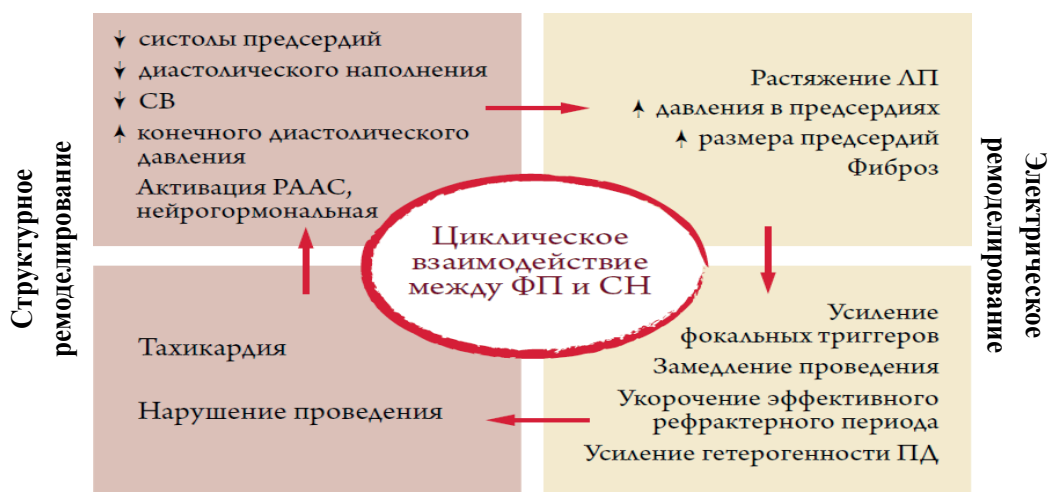 Структурное
ремоделирование
↓ систолы предсердий
↓ диастолического наполнения
↓ СВ
↑ конечного диастолического
давления
Активация РААС,
нейрогормональная
Растяжение ЛП
↑ давления в предсердиях
↑ размера предсердий
Фиброз
Циклическое
взаимодействие
между ФП и СН
Тахикардия
Нарушение проведения
Усиление
фокальных триггеров
Замедление проведения
Укорочение эффективного
рефрактерного периода
Усиление гетерогенности ПД
Электрическое
ремоделирование